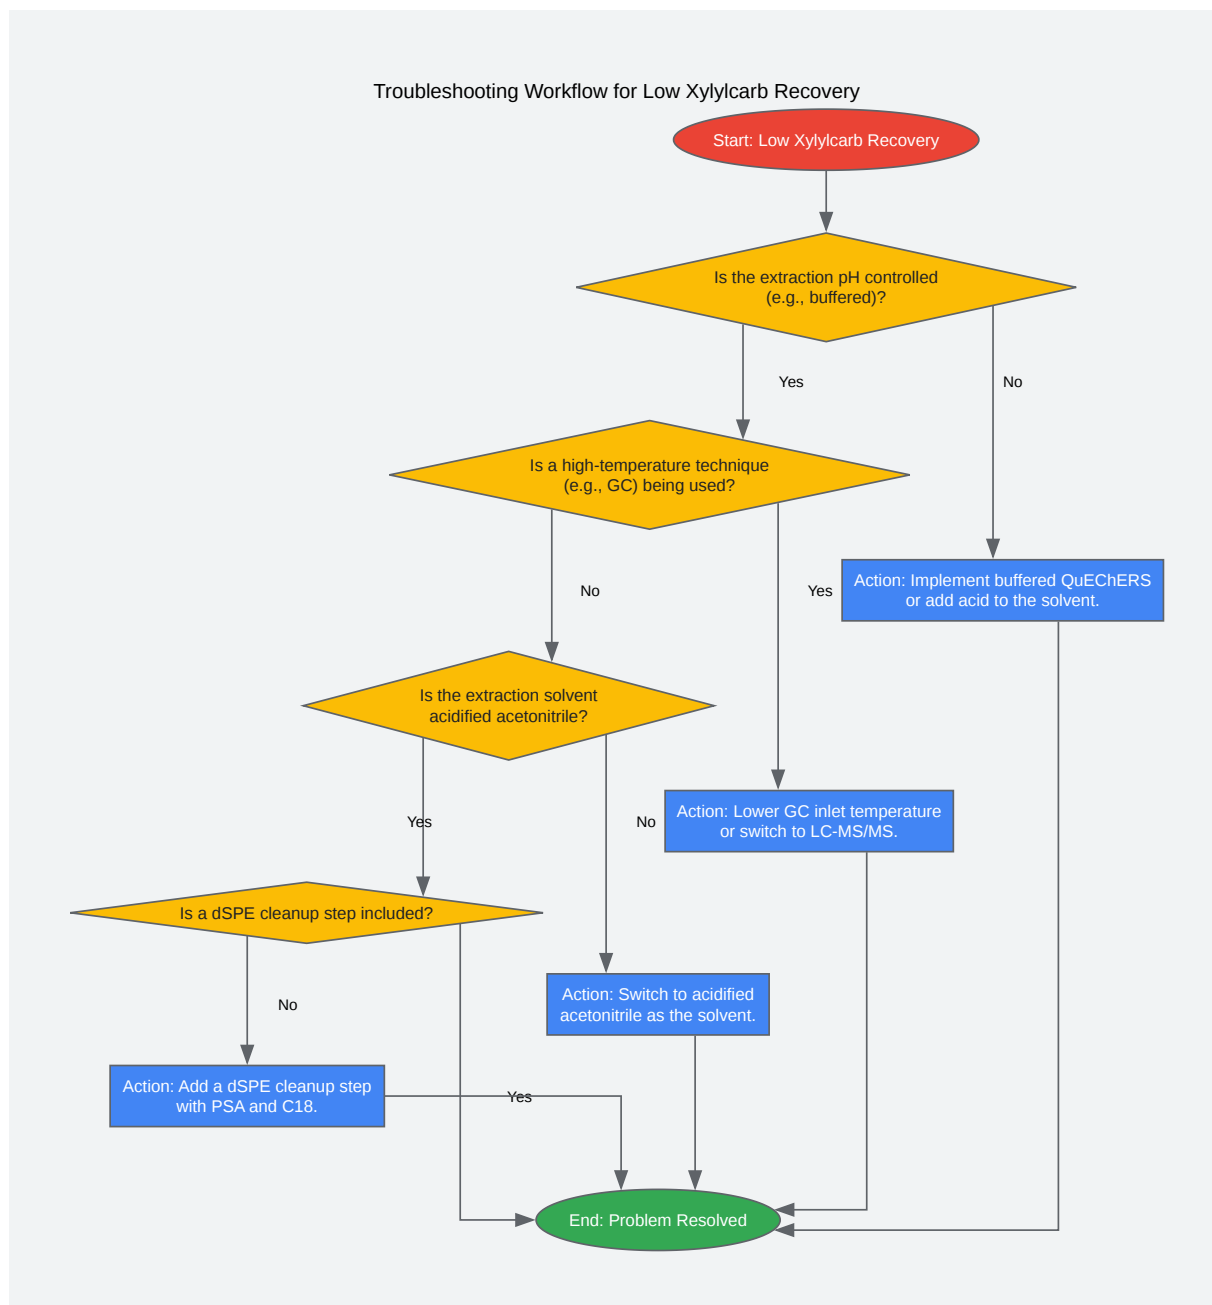 Troubleshooting Workflow for Low Xylylcarb Recovery
Start: Low Xylylcarb Recovery
Is the extraction pH controlled
(e.g., buffered)?
Yes
No
Is a high-temperature technique
(e.g., GC) being used?
No
Yes
Action: Implement buffered QuEChERS
or add acid to the solvent.
Is the extraction solvent
acidified acetonitrile?
Yes
No
Action: Lower GC inlet temperature
or switch to LC-MS/MS.
Is a dSPE cleanup step included?
No
Action: Switch to acidified
acetonitrile as the solvent.
Action: Add a dSPE cleanup step
with PSA and C18.
Yes
End: Problem Resolved